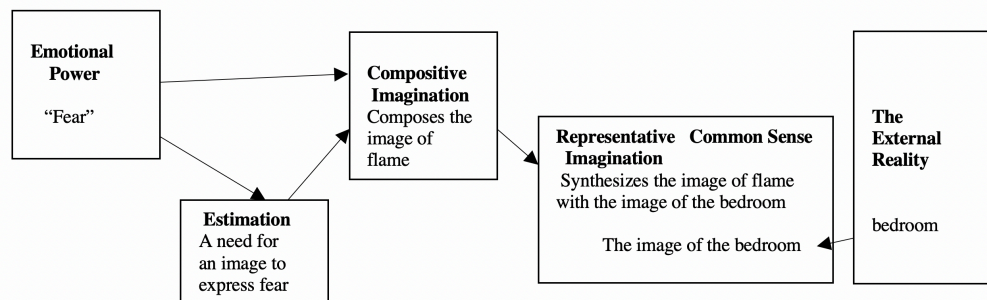 Emotional
Power
“Fear”
Compositive
Imagination
Composes the
image of
flame
Estimation
A need for
an image to
express fear
Representative Common Sense
Imagination
Synthesizes the image of flame
with the image of the bedroom
The image of the bedroom
The
External
Reality
bedroom